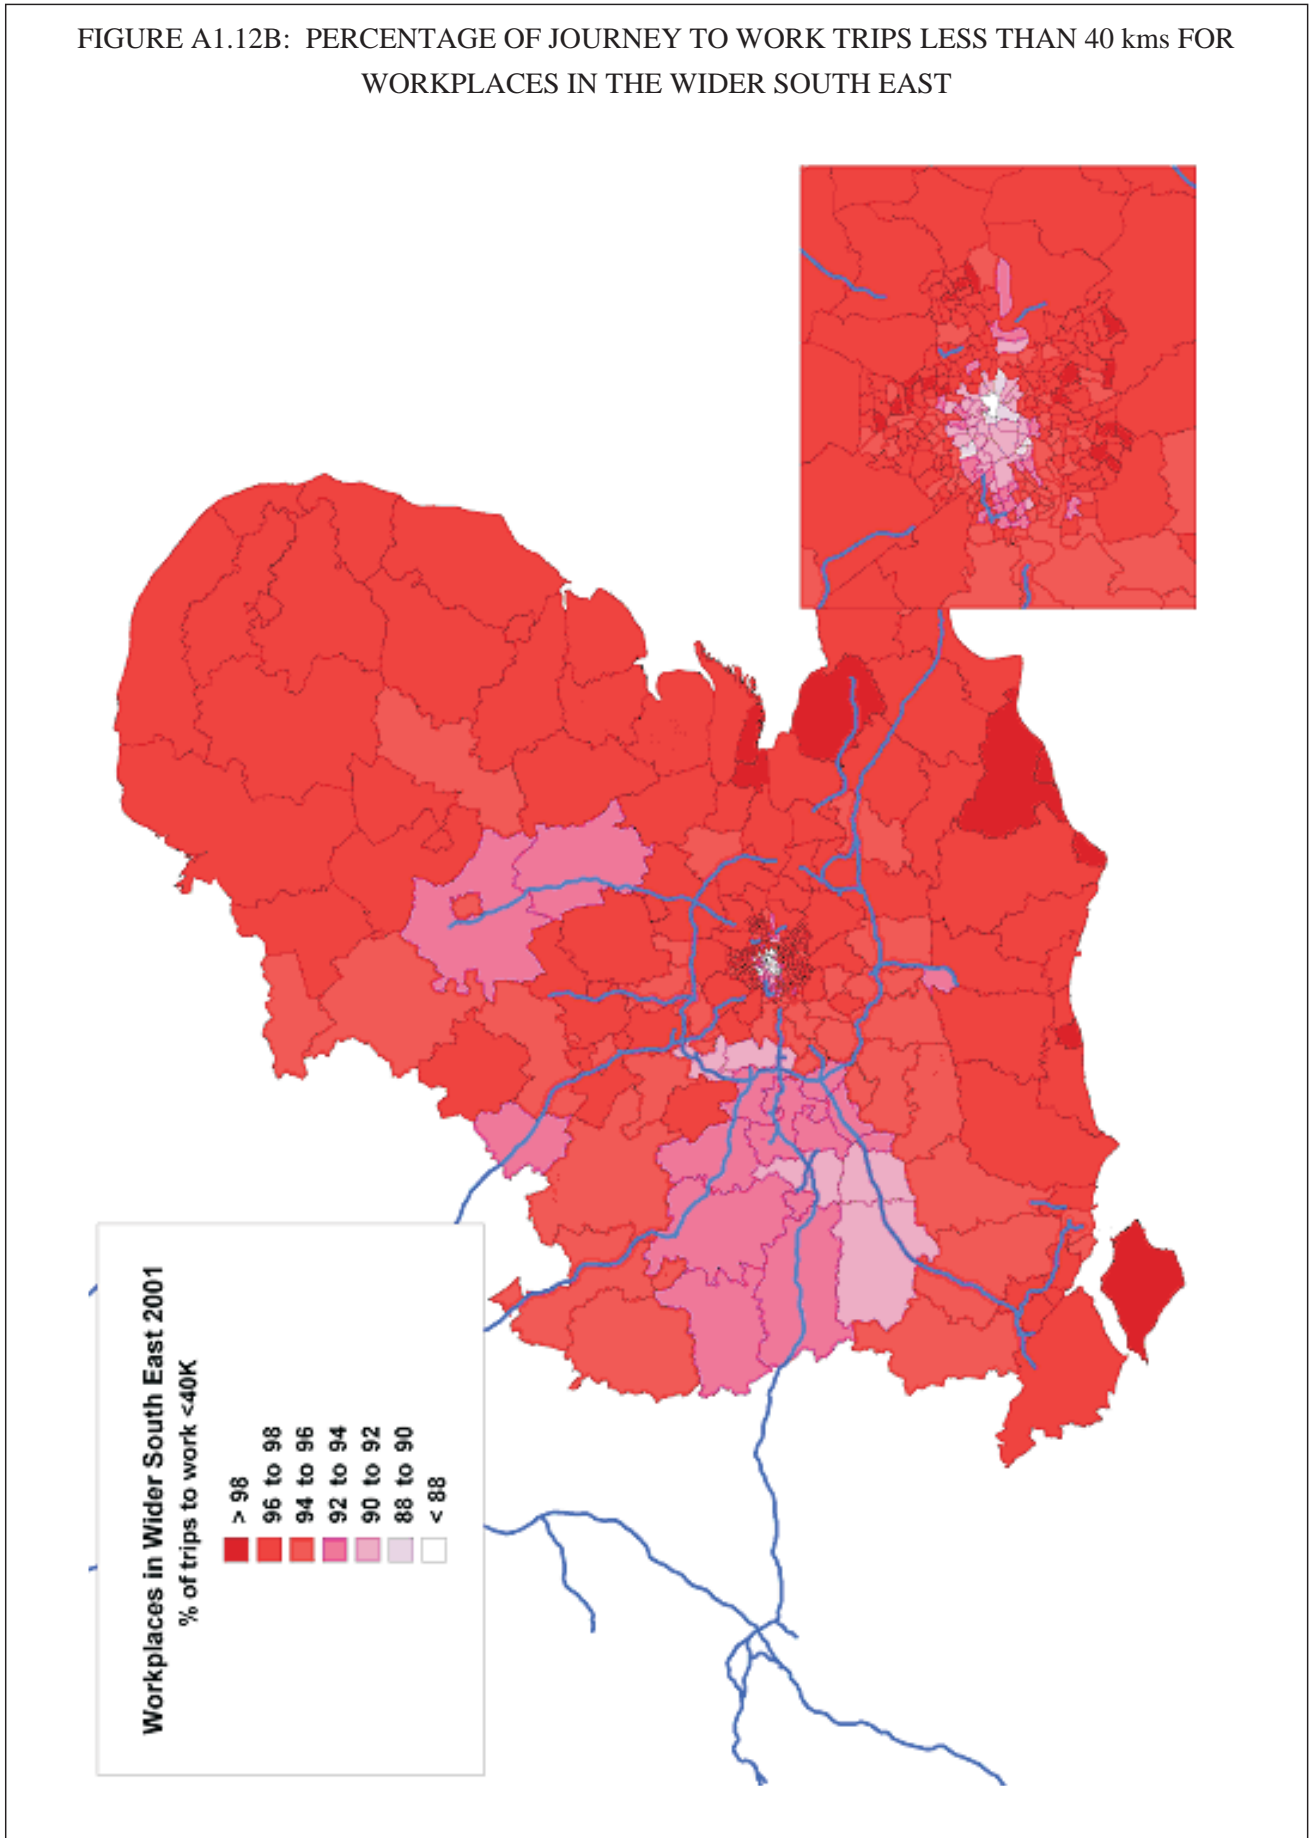 FIGURE A1.12B: PERCENTAGE OF JOURNEY TO WORK TRIPS LESS THAN 40 kms FOR
WORKPLACES IN THE WIDER SOUTH EAST
Workplaces in Wider South East 2001
% of trips to work <40K
> 98
96 to 98
94 to 96
92 to 94
90 to 92
88 to 90
< 88